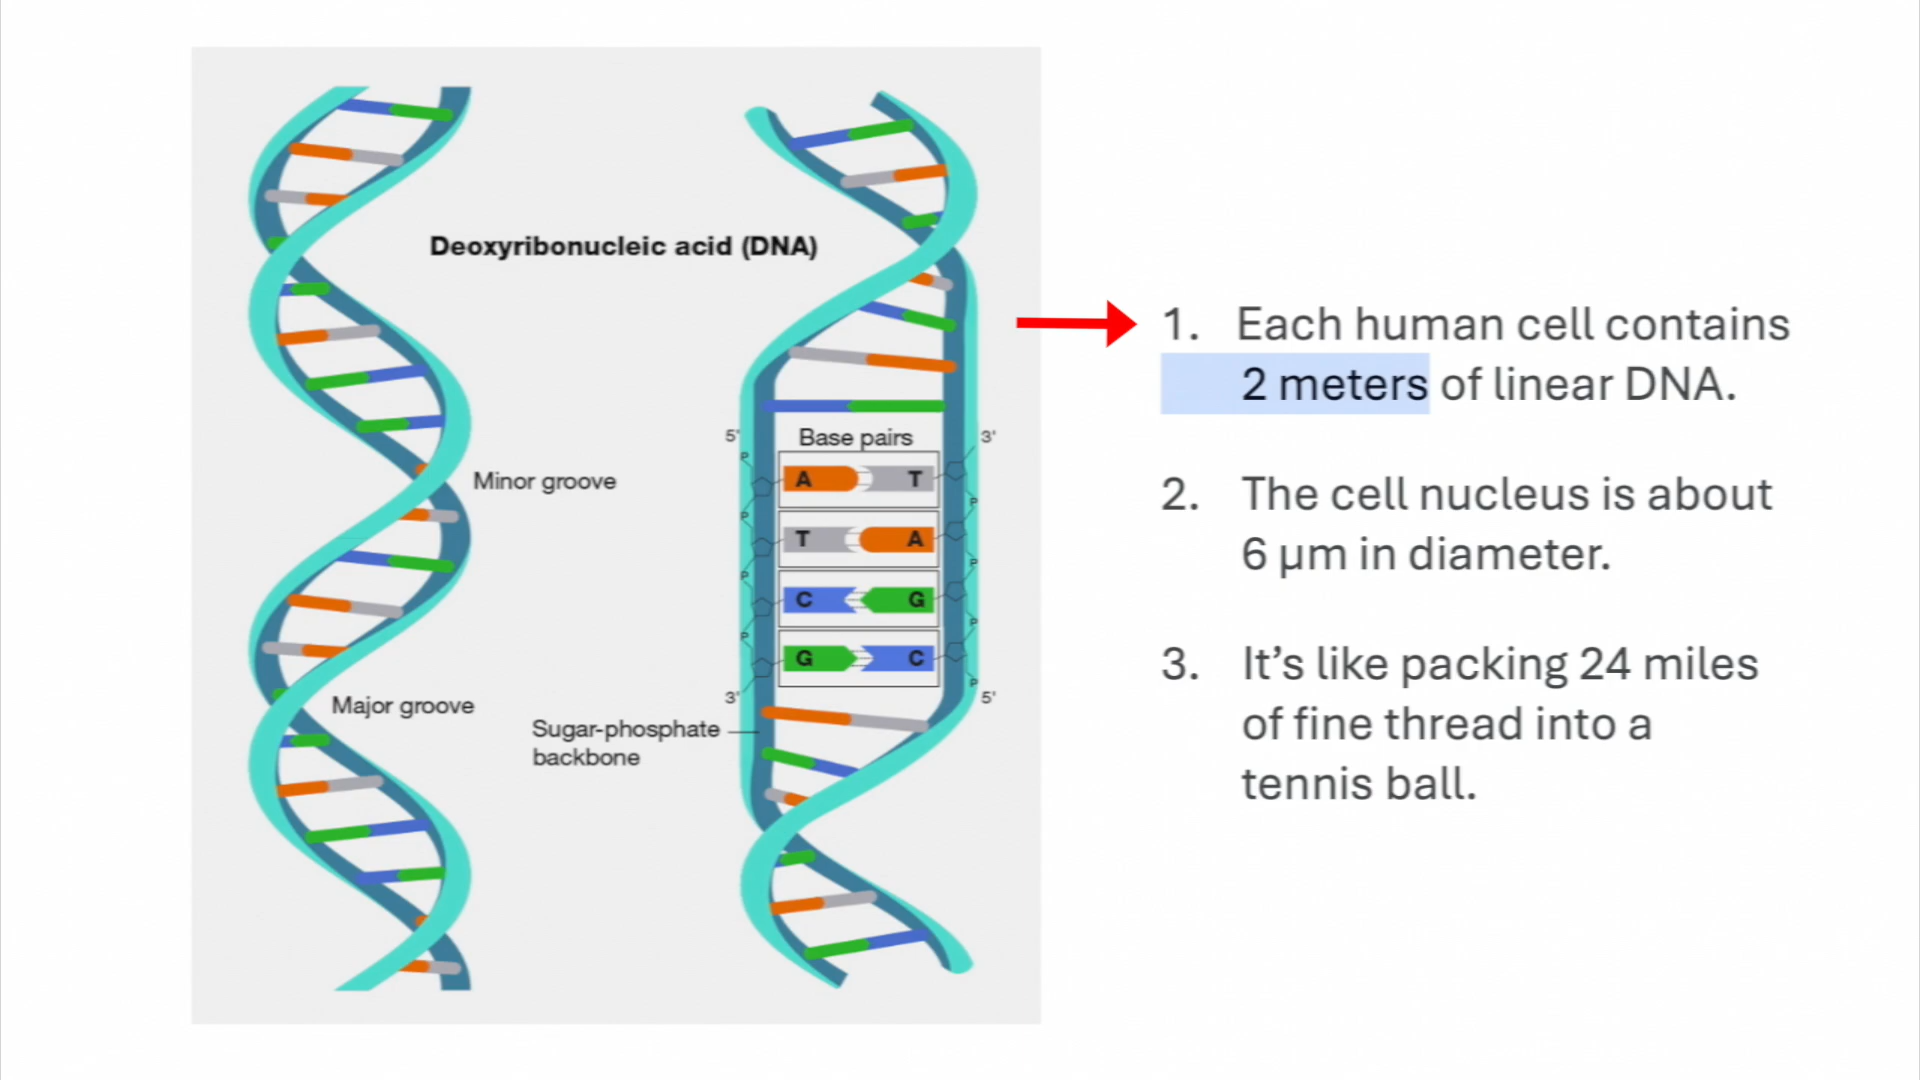 Deoxyribonucleic acid (DNA)
Minor groove
Major groove
5' Base pairs 3'
P
A T
P P
T A
P P
C G
P P
G C
P
3' 5'
Sugar-phosphate
backbone
1. Each human cell contains
2 meters of linear DNA.
2. The cell nucleus is about
6 µm in diameter.
3. It’s like packing 24 miles
of fine thread into a
tennis ball.